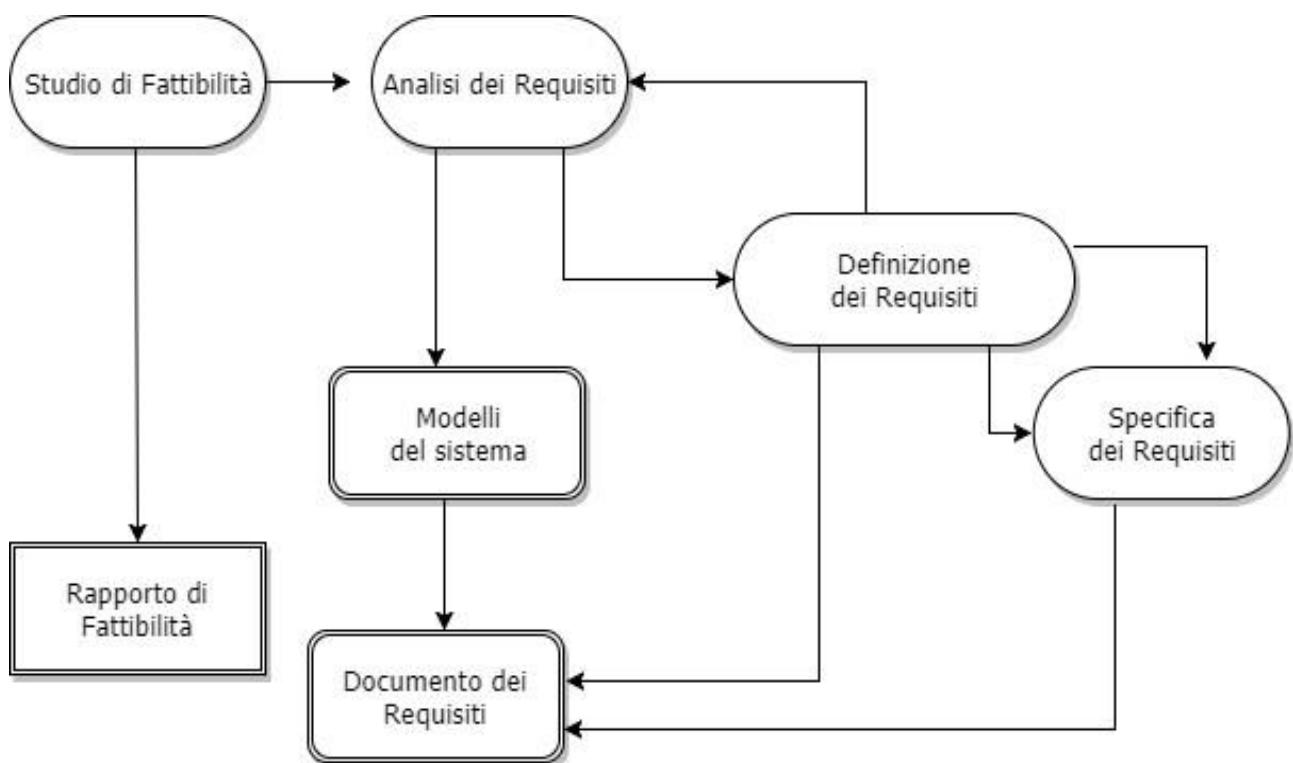 Studio di Fattibilità
Analisi dei Requisiti
Definizione
dei Requisiti
Modelli
del sistema
Specifica
dei Requisiti
Rapporto di
Fattibilità
Documento dei
Requisiti